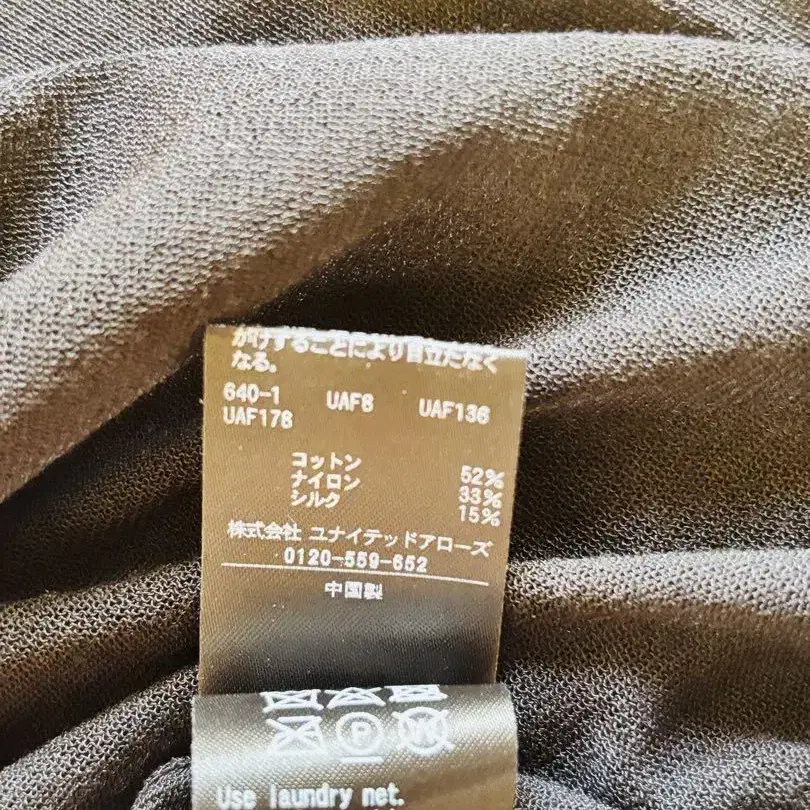 がけすることにより目立たなく
なる。
640-1 UAF6 UAF136
UAF176
コットン 52%
ナイロン 33%
シルク 15%
株式会社 ユナイテッドアローズ
0120-559-652
中国製
P W
Use laundry net.